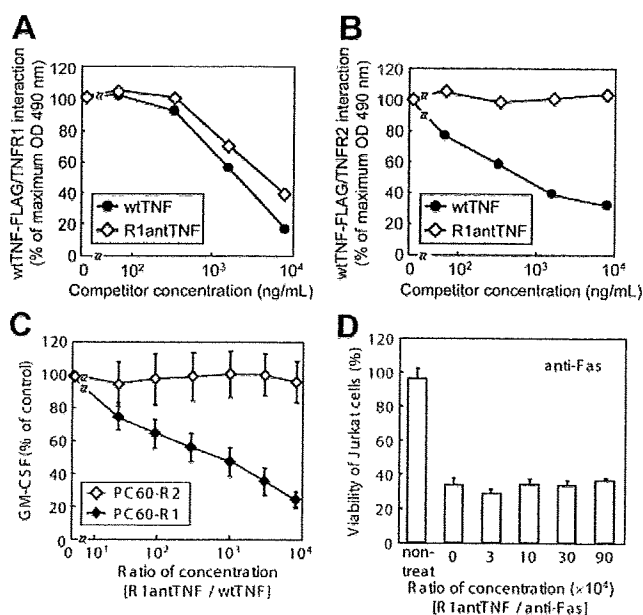 A
wtTNF-FLAG/TNFR1 interaction
(% of maximum OD 490 nm)
120
100
80
60
40
20
0
wtTNF
R1antTNF
0 10² 10³ 10⁴
Competitor concentration (ng/mL)
B
wtTNF-FLAG/TNFR2 interaction
(% of maximum OD 490 nm)
120
100
80
60
40
20
0
wtTNF
R1antTNF
0 10² 10³ 10⁴
Competitor concentration (ng/mL)
C
GM-CSF (% of control)
120
100
80
60
40
20
0
PC60-R2
PC60-R1
0 10¹ 10² 10³ 10⁴
Ratio of concentration
[R1antTNF / wtTNF]
D
anti-Fas
Viability of Jurkat cells (%)
120
100
80
60
40
20
0
non-
treat
0 3 10 30 90
Ratio of concentration (×10⁴)
[R1antTNF / anti-Fas]